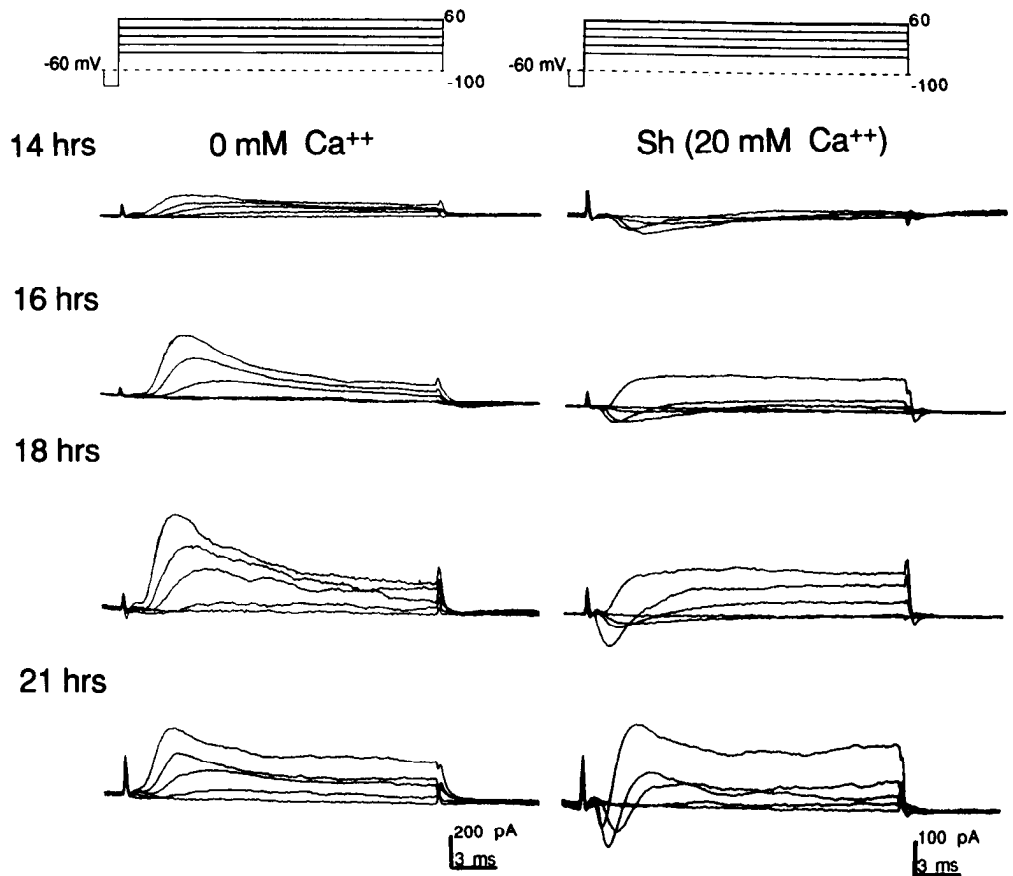 60
-60 mV
-100
60
-60 mV
-100
14 hrs
0 mM Ca++
Sh (20 mM Ca++)
16 hrs
18 hrs
21 hrs
200 pA
3 ms
100 pA
3 ms